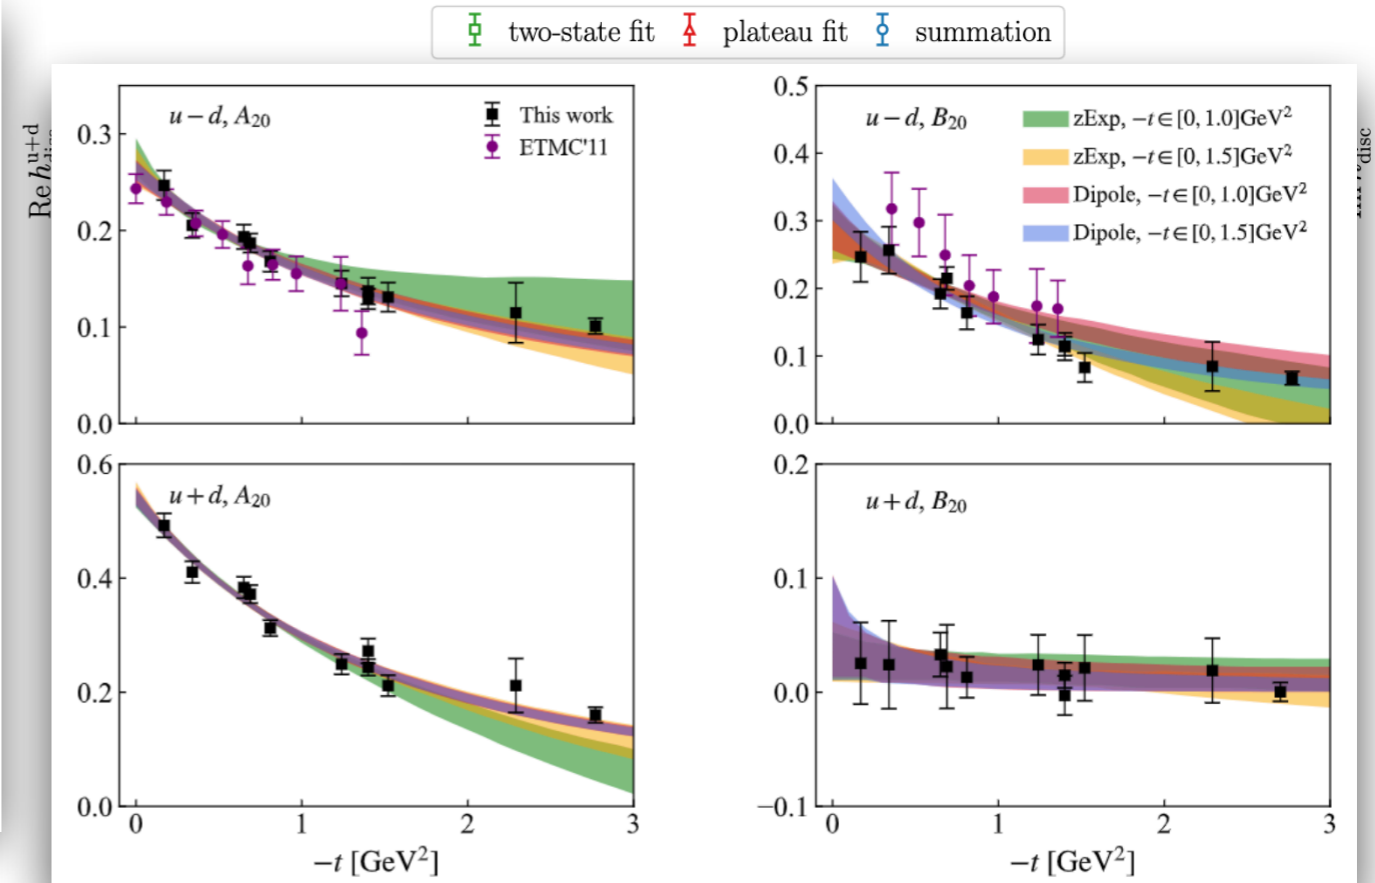 two-state fit plateau fit summation
Re h^{u+d}
disc
u − d, A₂₀
This work
ETMC'11
0.3
0.2
0.1
0.0
u − d, B₂₀
zExp, −t ∈ [0, 1.0]GeV²
zExp, −t ∈ [0, 1.5]GeV²
Dipole, −t ∈ [0, 1.0]GeV²
Dipole, −t ∈ [0, 1.5]GeV²
0.5
0.4
0.3
0.2
0.1
0.0
u + d, A₂₀
0.6
0.4
0.2
0.0
0 1 2 3
−t [GeV²]
u + d, B₂₀
0.2
0.1
0.0
−0.1
0 1 2 3
−t [GeV²]